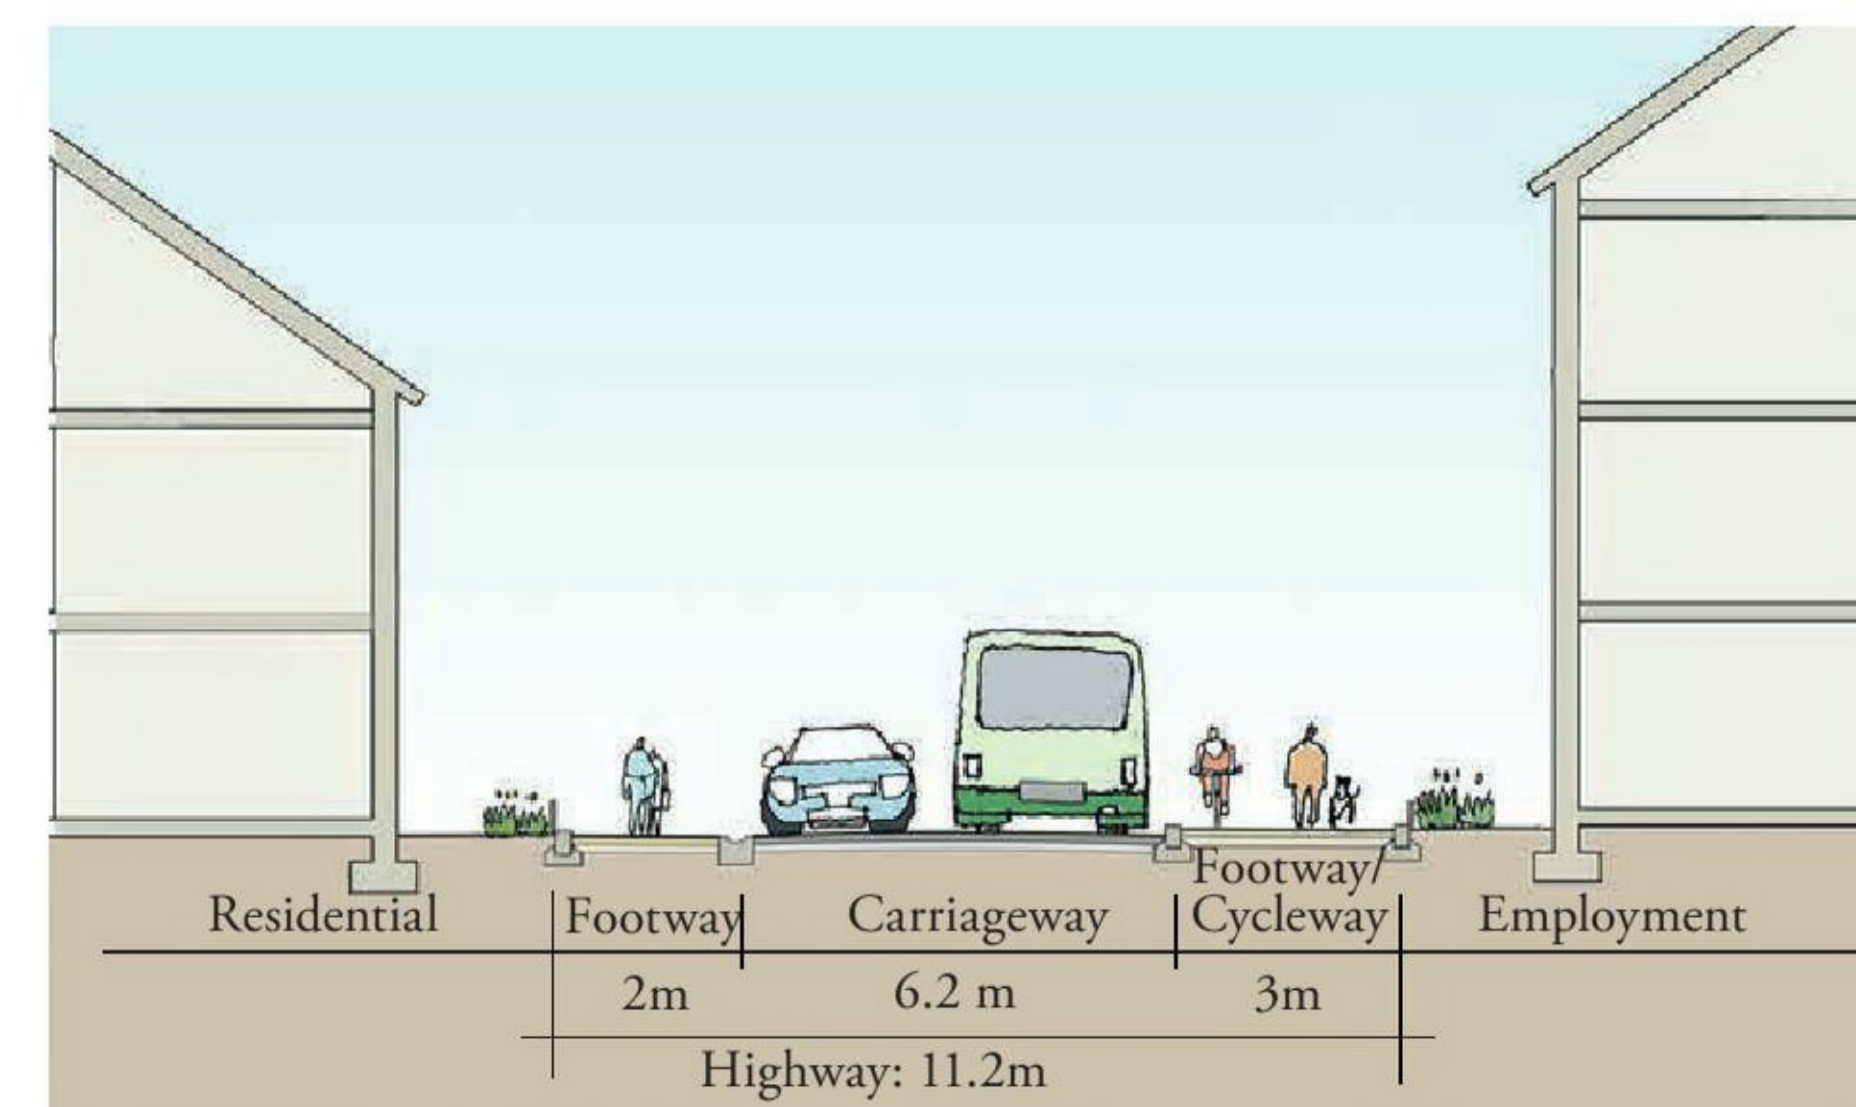 Footway/
Residential Footway Carriageway Cycleway Employment
2m 6.2 m 3m
Highway: 11.2m